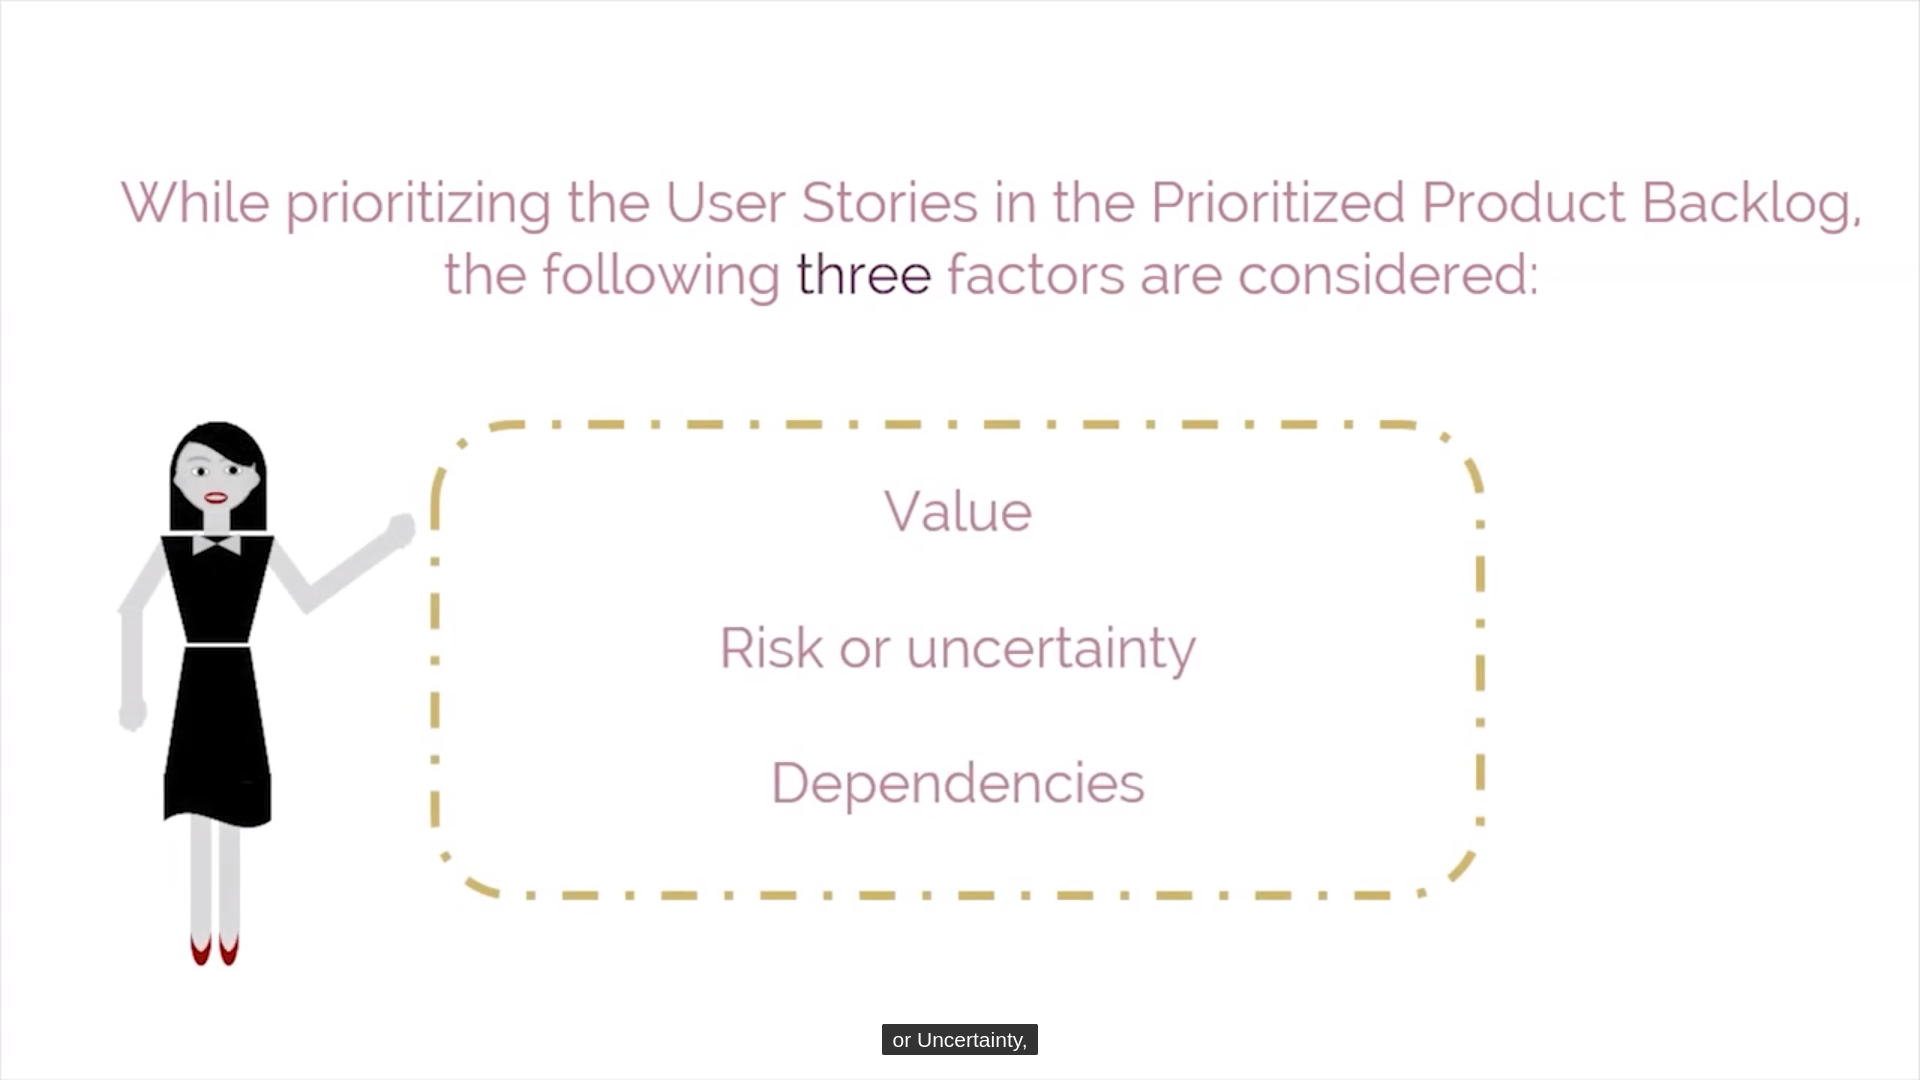 While prioritizing the User Stories in the Prioritized Product Backlog,
the following three factors are considered:
Value
Risk or uncertainty
Dependencies
or Uncertainty,